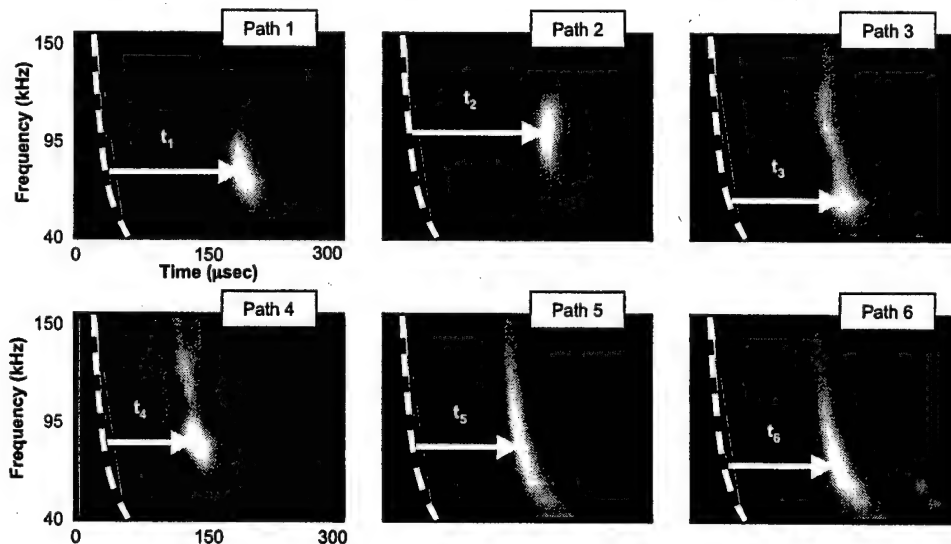 Path 1
Path 2
Path 3
150
95
40
Frequency (kHz)
t1
t2
t3
0
150
300
Time (µsec)
Path 4
Path 5
Path 6
150
95
40
Frequency (kHz)
t4
t5
t6
0
150
300